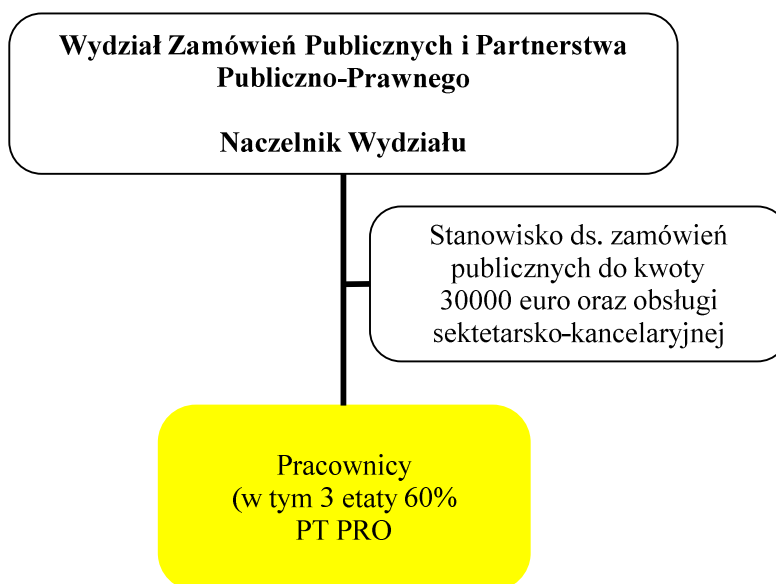 Wydział Zamówień Publicznych i Partnerstwa
Publiczno-Prawnego
Naczelnik Wydziału
Stanowisko ds. zamówień
publicznych do kwoty
30000 euro oraz obsługi
sektetarsko-kancelaryjnej
Pracownicy
(w tym 3 etaty 60%
PT PRO